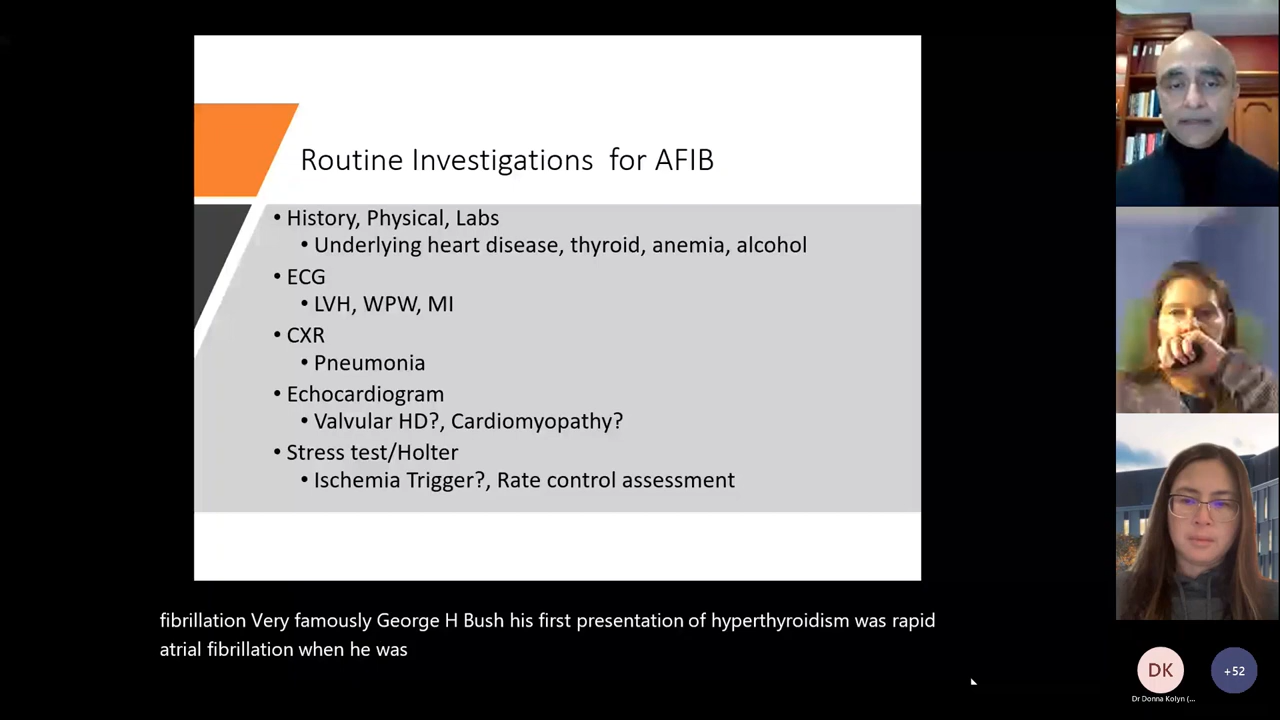 Routine Investigations for AFIB
• History, Physical, Labs
• Underlying heart disease, thyroid, anemia, alcohol
• ECG
• LVH, WPW, MI
• CXR
• Pneumonia
• Echocardiogram
• Valvular HD?, Cardiomyopathy?
• Stress test/Holter
• Ischemia Trigger?, Rate control assessment
fibrillation Very famously George H Bush his first presentation of hyperthyroidism was rapid
atrial fibrillation when he was
DK
+52
Dr Donna Kolyn (...